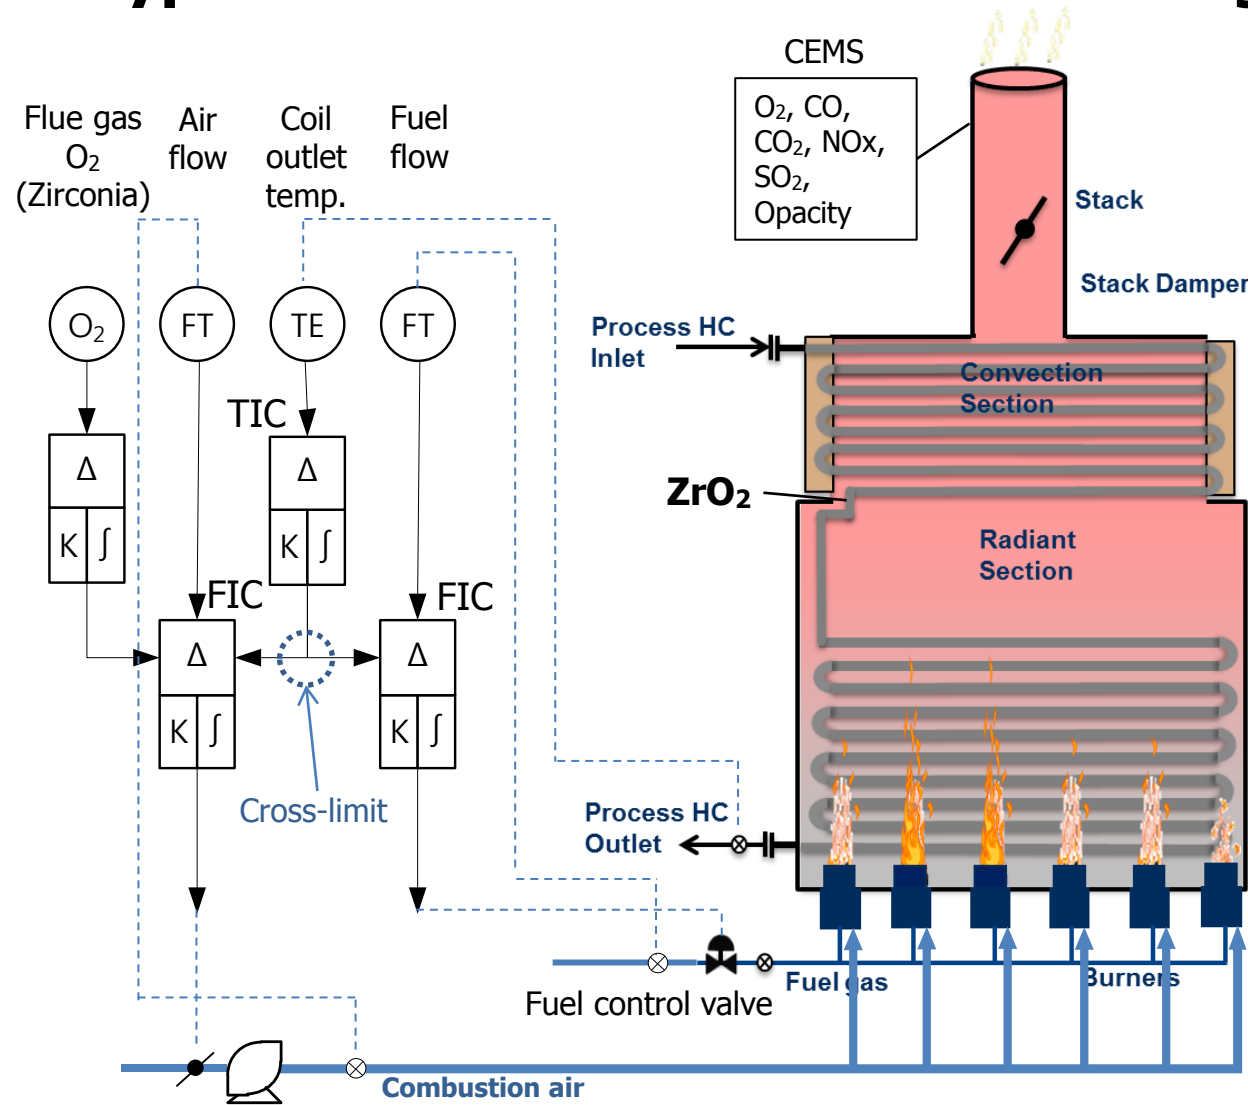 CEMS
O₂, CO,
CO₂, NOx,
SO₂,
Opacity
Flue gas
O₂
(Zirconia)
Air
flow
Coil
outlet
temp.
Fuel
flow
Stack
Stack Damper
O₂
FT
TE
FT
Process HC
Inlet
Convection
Section
TIC
Δ
K ∫
Δ
K ∫
ZrO₂
Radiant
Section
FIC
Δ
K ∫
FIC
Δ
K ∫
Cross-limit
Process HC
Outlet
Fuel gas
Burners
Fuel control valve
Combustion air